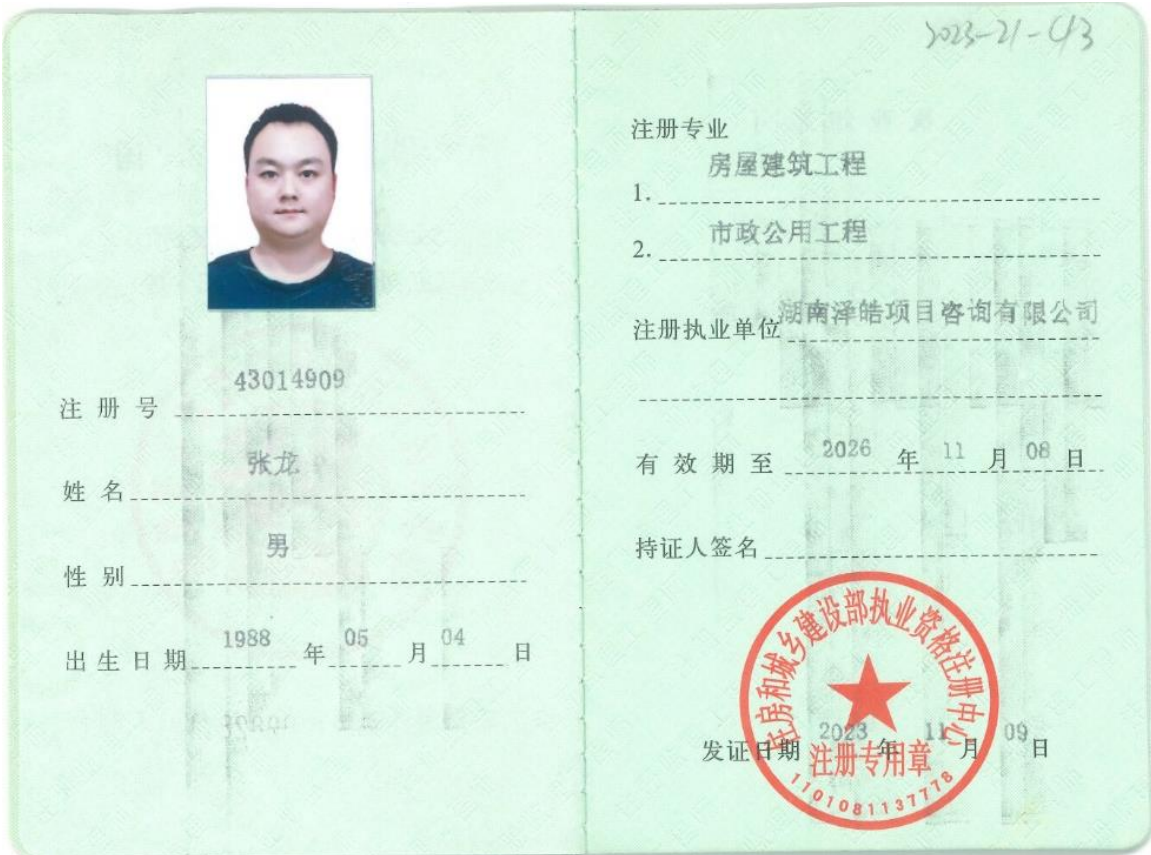 注册号 43014909
姓名 张龙
性别 男
出生日期 1988 年 05 月 04 日
2023-21-
注册专业
1. 房屋建筑工程
2. 市政公用工程
注册执业单位 湖南泽皓项目咨询有限公司
有效期至 2026 年 11 月 08 日
持证人签名
住房和城乡建设部执业资格注册中心
发证日期 2023 年 11 月 09 日
注册专用章
1101081137778